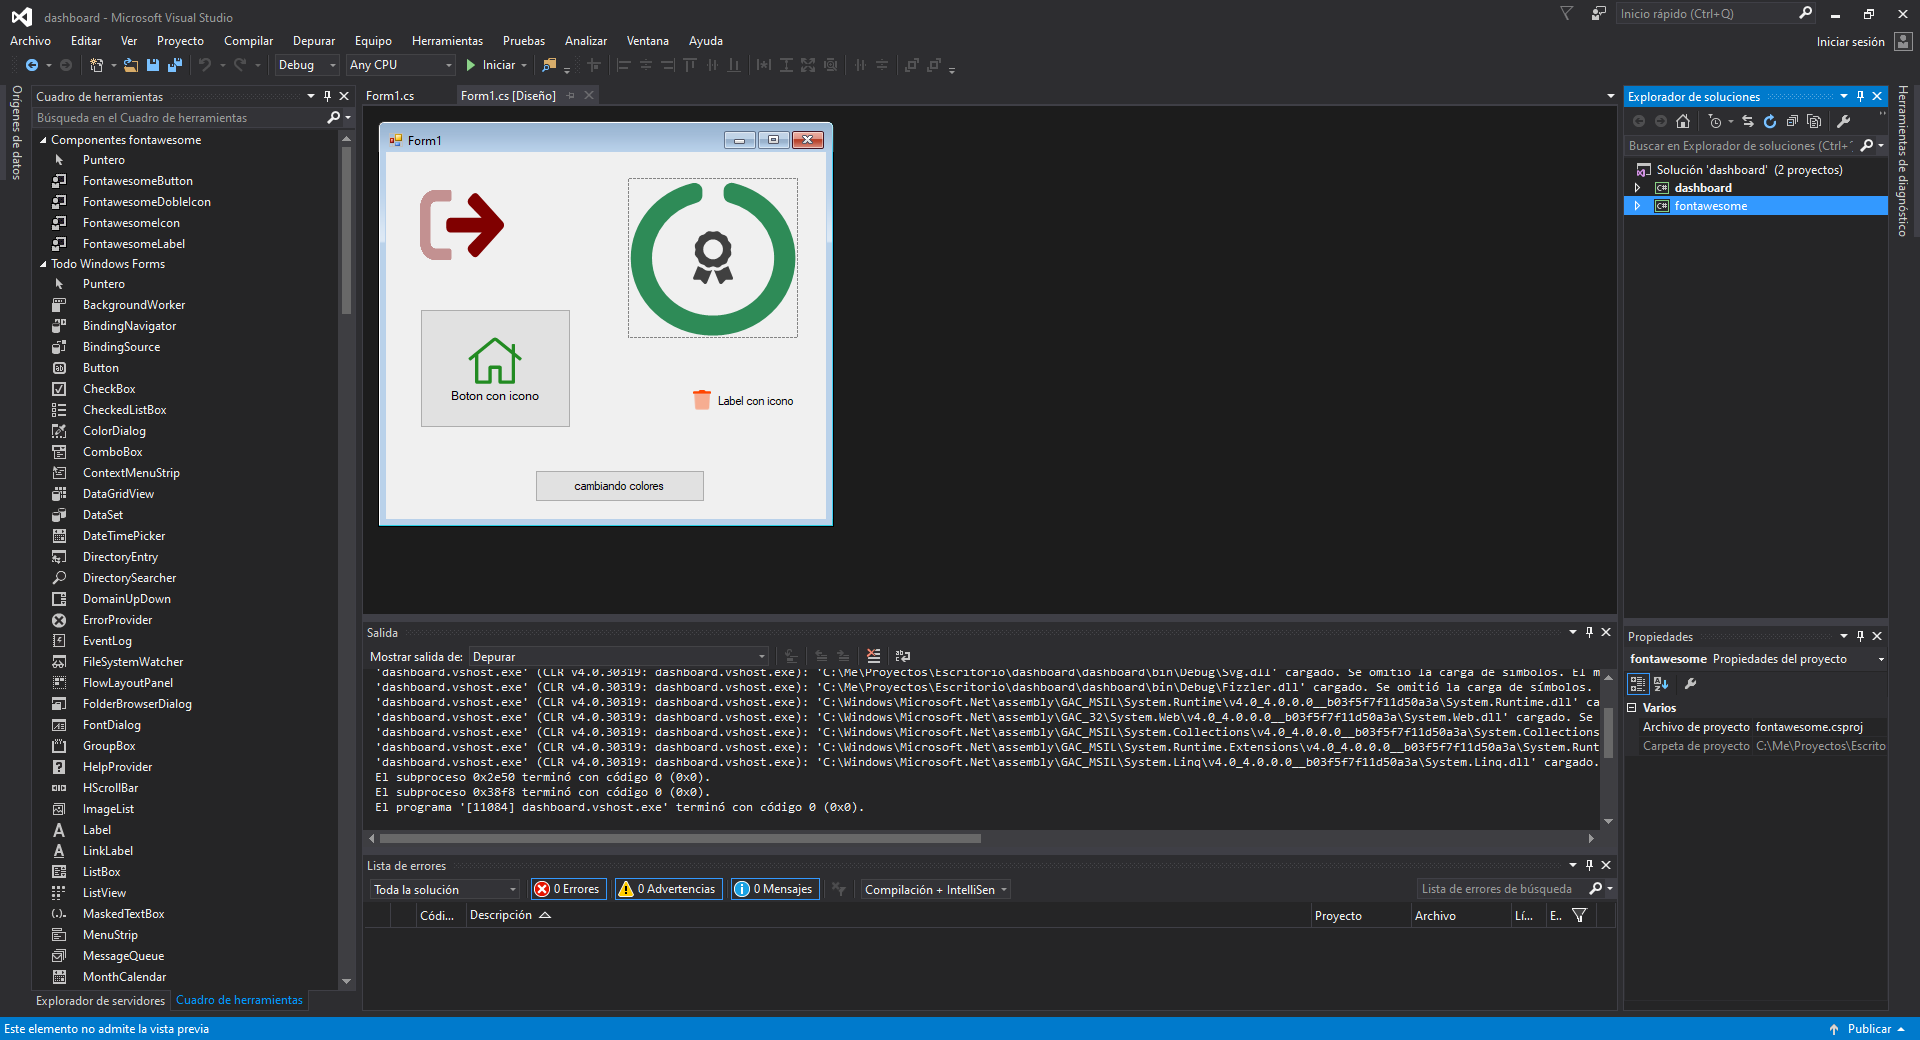 dashboard - Microsoft Visual Studio
Inicio rápido (Ctrl+Q)
Archivo Editar Ver Proyecto Compilar Depurar Equipo Herramientas Pruebas Analizar Ventana Ayuda
Iniciar sesión
Debug Any CPU Iniciar
Orígenes de datos
Cuadro de herramientas
Búsqueda en el Cuadro de herramientas
Componentes fontawesome
Puntero
FontawesomeButton
FontawesomeDobleIcon
FontawesomeIcon
FontawesomeLabel
Todo Windows Forms
Puntero
BackgroundWorker
BindingNavigator
BindingSource
Button
CheckBox
CheckedListBox
ColorDialog
ComboBox
ContextMenuStrip
DataGridView
DataSet
DateTimePicker
DirectoryEntry
DirectorySearcher
DomainUpDown
ErrorProvider
EventLog
FileSystemWatcher
FlowLayoutPanel
FolderBrowserDialog
FontDialog
GroupBox
HelpProvider
HScrollBar
ImageList
Label
LinkLabel
ListBox
ListView
MaskedTextBox
MenuStrip
MessageQueue
MonthCalendar
Explorador de servidores Cuadro de herramientas
Form1.cs Form1.cs [Diseño]
Form1
Boton con icono
Label con icono
cambiando colores
Salida
Mostrar salida de: Depurar
'dashboard.vshost.exe' (CLR v4.0.30319: dashboard.vshost.exe): 'C:\Me\Proyectos\Escritorio\dashboard\dashboard\bin\Debug\Svg.dll' cargado. Se omitió la carga de símbolos. El m
'dashboard.vshost.exe' (CLR v4.0.30319: dashboard.vshost.exe): 'C:\Me\Proyectos\Escritorio\dashboard\dashboard\bin\Debug\Fizzler.dll' cargado. Se omitió la carga de símbolos.
'dashboard.vshost.exe' (CLR v4.0.30319: dashboard.vshost.exe): 'C:\Windows\Microsoft.Net\assembly\GAC_MSIL\System.Runtime\v4.0_4.0.0.0__b03f5f7f11d50a3a\System.Runtime.dll' ca
'dashboard.vshost.exe' (CLR v4.0.30319: dashboard.vshost.exe): 'C:\Windows\Microsoft.Net\assembly\GAC_32\System.Web\v4.0_4.0.0.0__b03f5f7f11d50a3a\System.Web.dll' cargado. Se
'dashboard.vshost.exe' (CLR v4.0.30319: dashboard.vshost.exe): 'C:\Windows\Microsoft.Net\assembly\GAC_MSIL\System.Collections\v4.0_4.0.0.0__b03f5f7f11d50a3a\System.Collections
'dashboard.vshost.exe' (CLR v4.0.30319: dashboard.vshost.exe): 'C:\Windows\Microsoft.Net\assembly\GAC_MSIL\System.Runtime.Extensions\v4.0_4.0.0.0__b03f5f7f11d50a3a\System.Runt
'dashboard.vshost.exe' (CLR v4.0.30319: dashboard.vshost.exe): 'C:\Windows\Microsoft.Net\assembly\GAC_MSIL\System.Linq\v4.0_4.0.0.0__b03f5f7f11d50a3a\System.Linq.dll' cargado.
El subproceso 0x2e50 terminó con código 0 (0x0).
El subproceso 0x38f8 terminó con código 0 (0x0).
El programa '[11084] dashboard.vshost.exe' terminó con código 0 (0x0).
Lista de errores
Toda la solución 0 Errores 0 Advertencias 0 Mensajes Compilación + IntelliSen Lista de errores de búsqueda
Códi... Descripción Proyecto Archivo Lí... E..
Explorador de soluciones
Buscar en Explorador de soluciones (Ctrl+
Solución 'dashboard' (2 proyectos)
C# dashboard
C# fontawesome
Propiedades
fontawesome Propiedades del proyecto
Varios
Archivo de proyecto fontawesome.csproj
Carpeta de proyecto C:\Me\Proyectos\Escrito
Herramientas de diagnóstico
Este elemento no admite la vista previa
Publicar